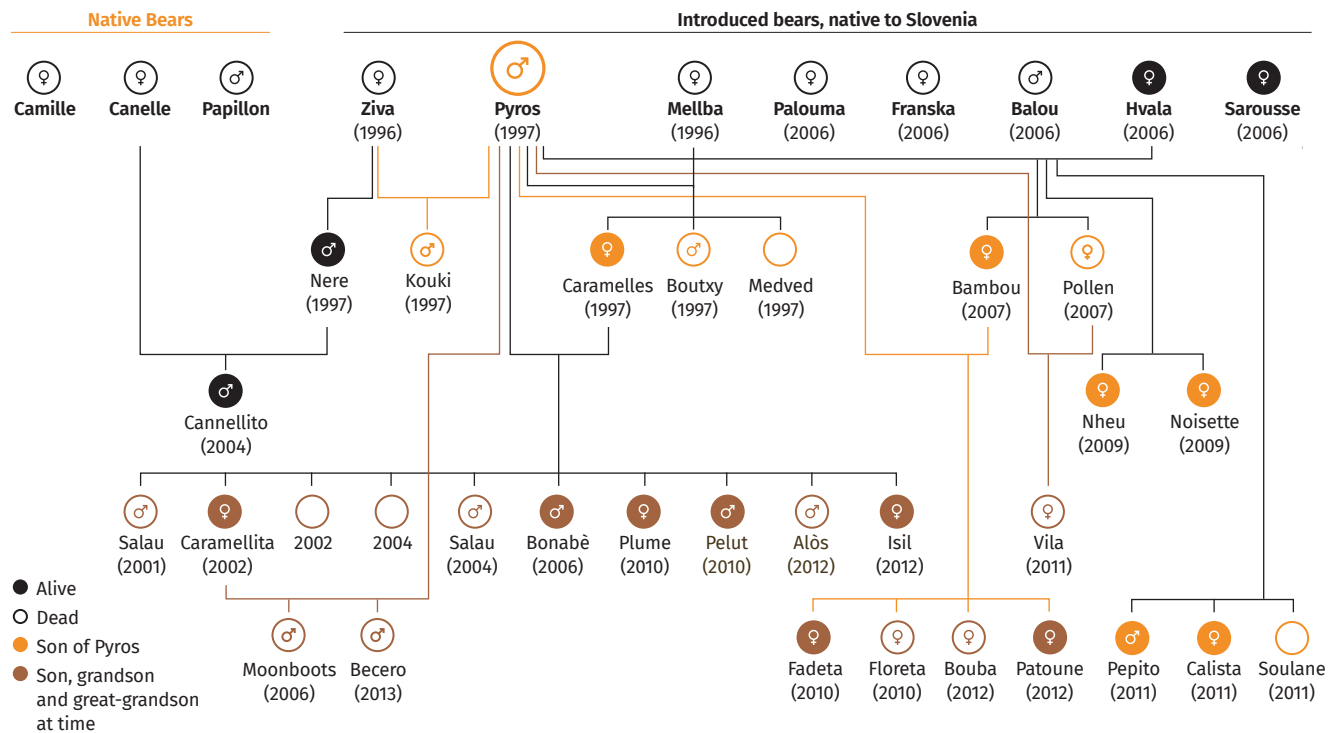 Native Bears
Introduced bears, native to Slovenia
Camille
Canelle
Papillon
Ziva
(1996)
Pyros
(1997)
Mellba
(1996)
Palouma
(2006)
Franska
(2006)
Balou
(2006)
Hvala
(2006)
Sarousse
(2006)
Nere
(1997)
Kouki
(1997)
Caramelles
(1997)
Boutxy
(1997)
Medved
(1997)
Bambou
(2007)
Pollen
(2007)
Cannellito
(2004)
Nheu
(2009)
Noisette
(2009)
Salau
(2001)
Caramellita
(2002)
2002
2004
Salau
(2004)
Bonabè
(2006)
Plume
(2010)
Pelut
(2010)
Alòs
(2012)
Isil
(2012)
Vila
(2011)
Moonboots
(2006)
Becero
(2013)
Fadeta
(2010)
Floreta
(2010)
Bouba
(2012)
Patoune
(2012)
Pepito
(2011)
Calista
(2011)
Soulane
(2011)
Alive
Dead
Son of Pyros
Son, grandson
and great-grandson
at time